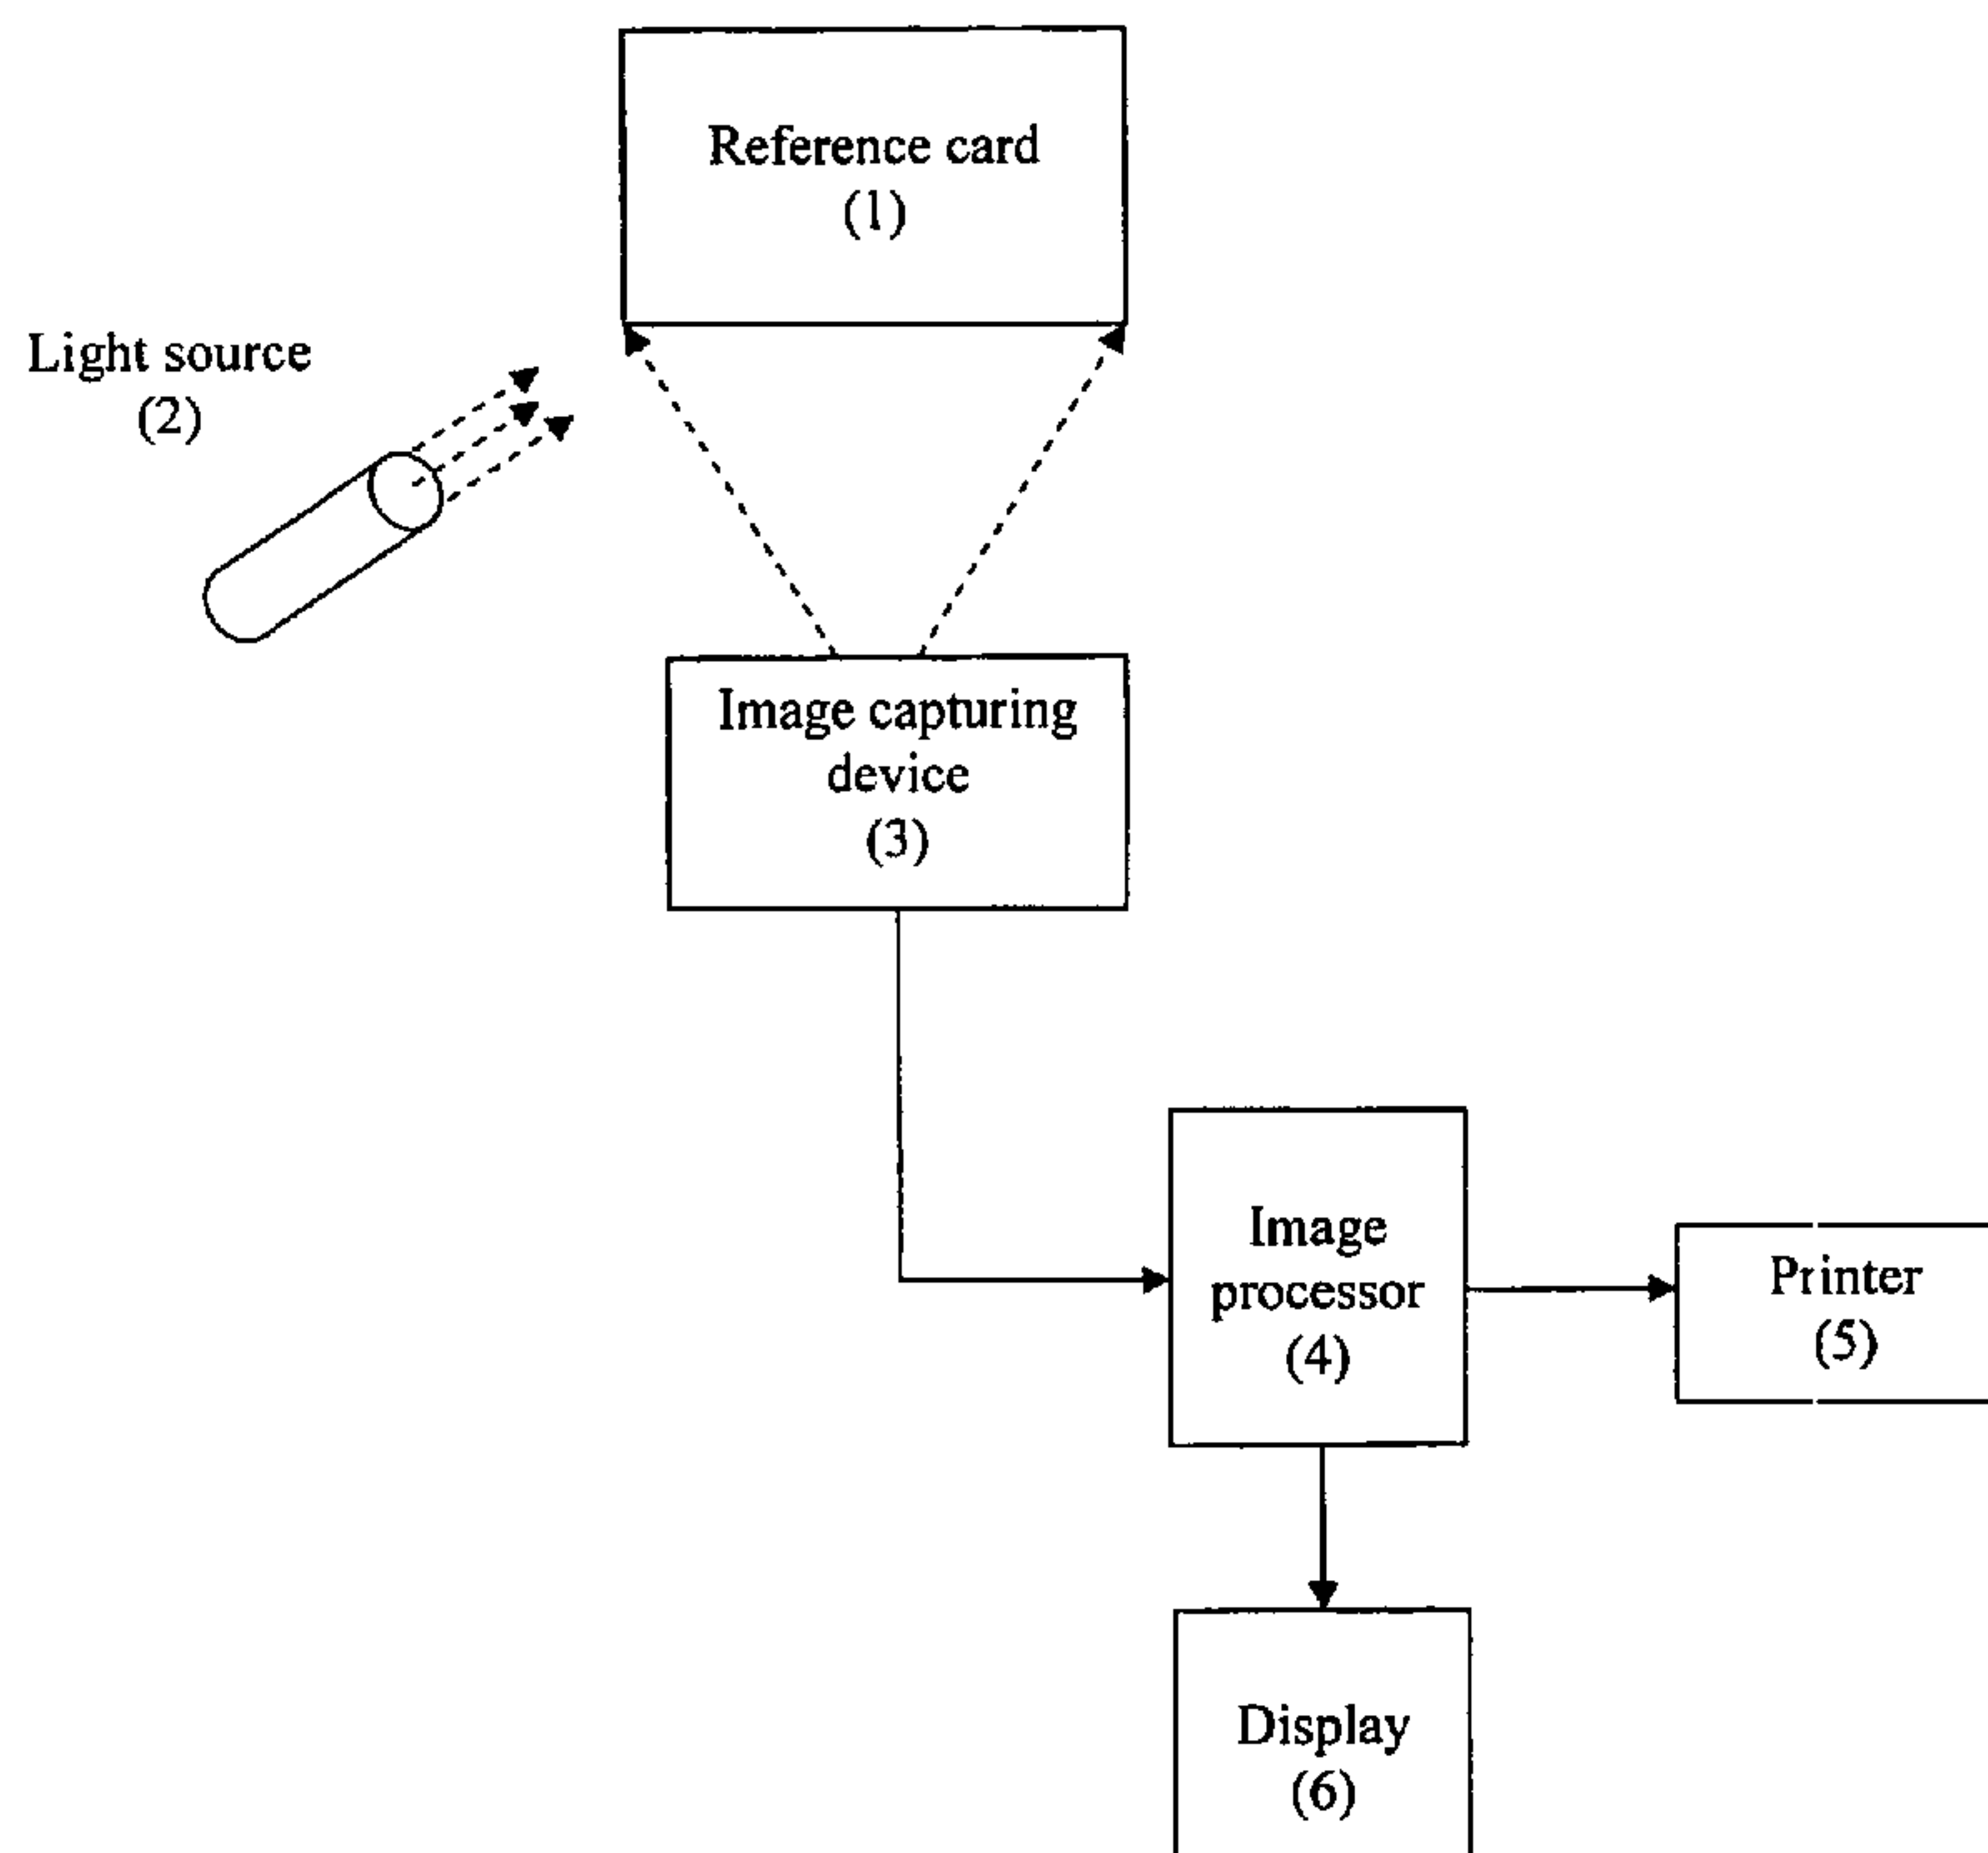 Reference card
(1)
Light source
(2)
Image capturing
device
(3)
Image
processor
(4)
Printer
(5)
Display
(6)